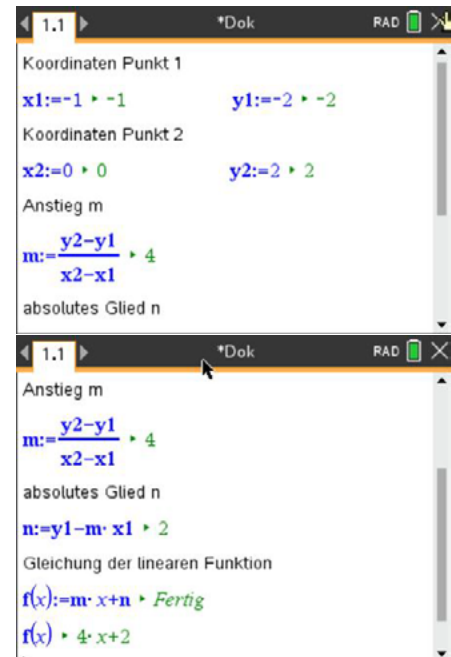 1.1 *Dok RAD
Koordinaten Punkt 1
x1:=-1 ▸ -1 y1:=-2 ▸ -2
Koordinaten Punkt 2
x2:=0 ▸ 0 y2:=2 ▸ 2
Anstieg m
m:=(y2-y1)/(x2-x1) ▸ 4
absolutes Glied n
1.1 *Dok RAD
Anstieg m
m:=(y2-y1)/(x2-x1) ▸ 4
absolutes Glied n
n:=y1-m· x1 ▸ 2
Gleichung der linearen Funktion
f(x):=m· x+n ▸ Fertig
f(x) ▸ 4· x+2